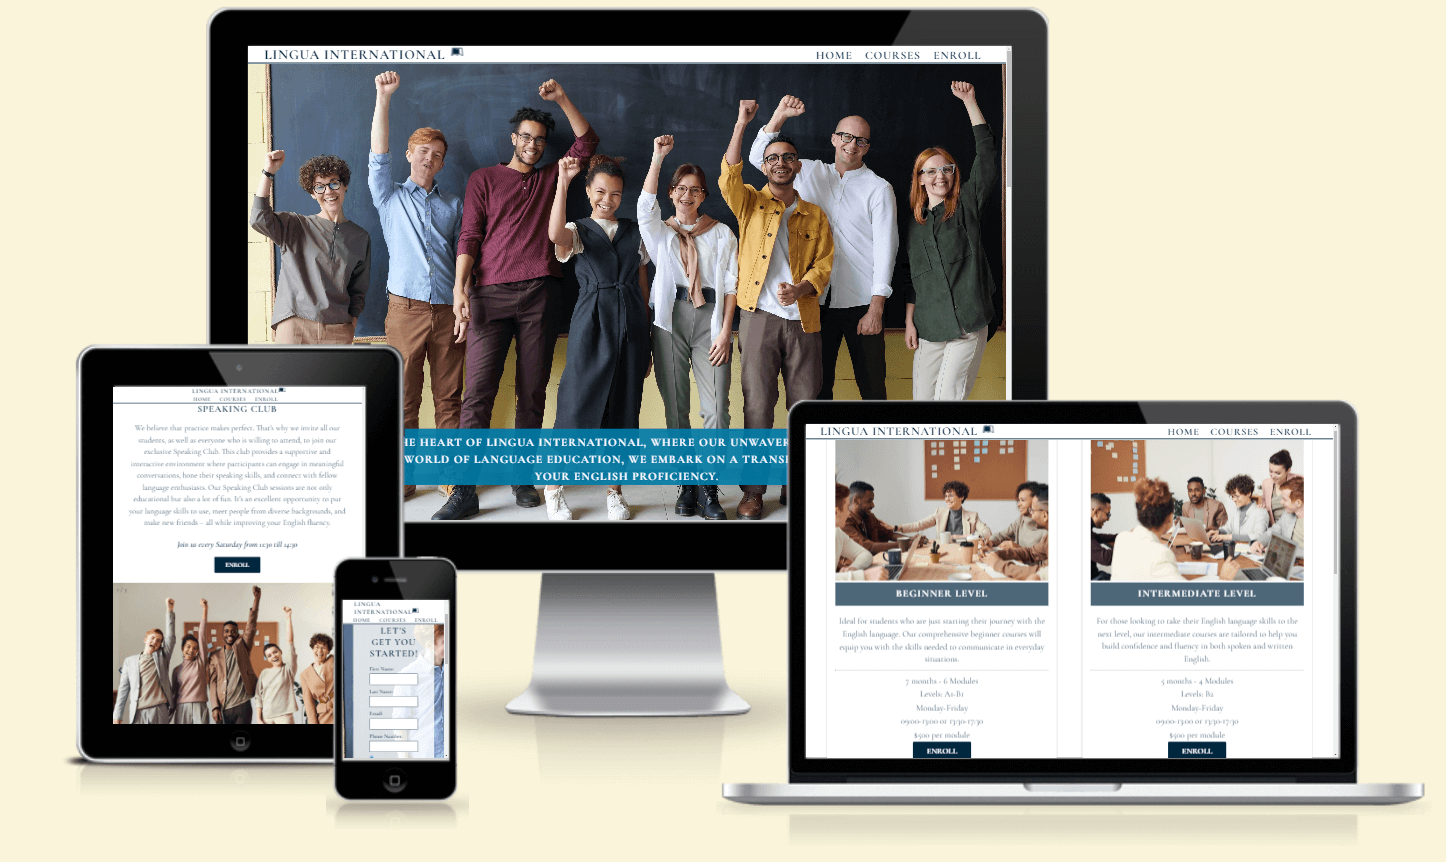 LINGUA INTERNATIONAL
HOME COURSES ENROLL
HE HEART OF LINGUA INTERNATIONAL, WHERE OUR UNWAVER
WORLD OF LANGUAGE EDUCATION, WE EMBARK ON A TRANS
YOUR ENGLISH PROFICIENCY.
LINGUA INTERNATIONAL
HOME COURSES ENROLL
SPEAKING CLUB
We believe that practice makes perfect. That's why we invite all our
students, as well as everyone who is willing to attend, to join our
exclusive Speaking Club. This club provides a supportive and
interactive environment where participants can engage in meaningful
conversations, hone their speaking skills, and connect with fellow
language enthusiasts. Our Speaking Club sessions are not only
educational but also a lot of fun. It's an excellent opportunity to put
your language skills to use, meet people from diverse backgrounds, and
make new friends – all while improving your English fluency.
Join us every Saturday from 11:30 till 14:30
ENROLL
LINGUA
INTERNATIONAL
HOME COURSES ENROLL
LET'S
GET YOU
STARTED!
First Name:
Last Name:
Email:
Phone Number:
LINGUA INTERNATIONAL
HOME COURSES ENROLL
BEGINNER LEVEL
Ideal for students who are just starting their journey with the
English language. Our comprehensive beginner courses will
equip you with the skills needed to communicate in everyday
situations.
7 months - 6 Modules
Levels: A1-B1
Monday-Friday
09:00-13:00 or 13:30-17:30
$500 per module
ENROLL
INTERMEDIATE LEVEL
For those looking to take their English language skills to the
next level, our intermediate courses are tailored to help you
build confidence and fluency in both spoken and written
English.
5 months - 4 Modules
Levels: B2
Monday-Friday
09:00-13:00 or 13:30-17:30
$500 per module
ENROLL